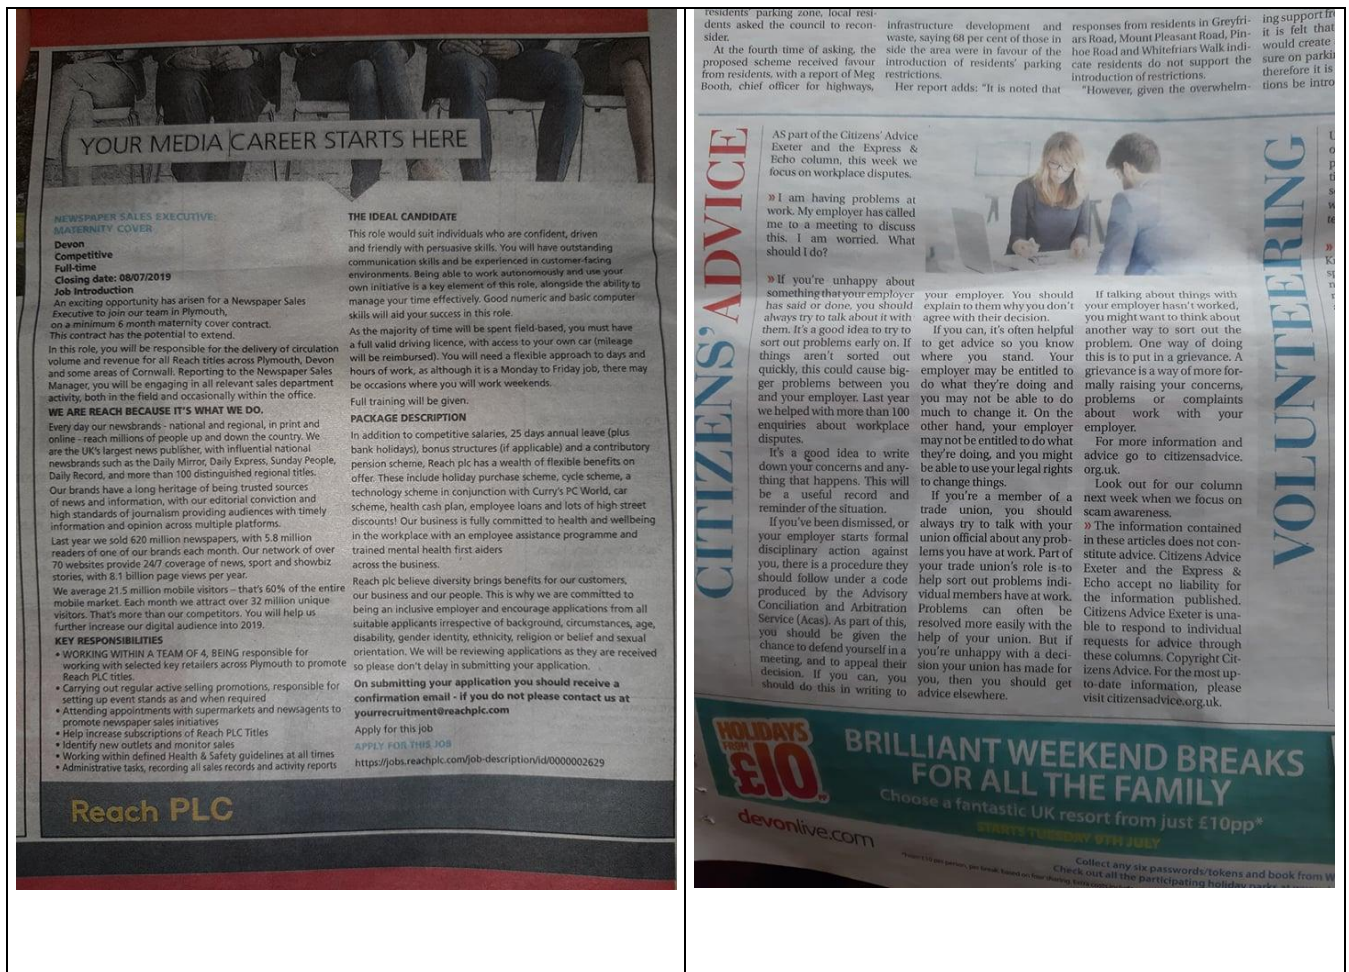 YOUR MEDIA CAREER STARTS HERE
NEWSPAPER SALES EXECUTIVE:
MATERNITY COVER
Devon
Competitive
Full-time
Closing date: 08/07/2019
Job Introduction
An exciting opportunity has arisen for a Newspaper Sales
Executive to join our team in Plymouth,
on a minimum 6 month maternity cover contract.
This contract has the potential to extend.
In this role, you will be responsible for the delivery of circulation
volume and revenue for all Reach titles across Plymouth, Devon
and some areas of Cornwall. Reporting to the Newspaper Sales
Manager, you will be engaging in all relevant sales department
activity, both in the field and occasionally within the office.
WE ARE REACH BECAUSE IT'S WHAT WE DO.
Every day our newsbrands - national and regional, in print and
online - reach millions of people up and down the country. We
are the UK's largest news publisher, with influential national
newsbrands such as the Daily Mirror, Daily Express, Sunday People,
Daily Record, and more than 100 distinguished regional titles.
Our brands have a long heritage of being trusted sources
of news and information, with our editorial conviction and
high standards of journalism providing audiences with timely
information and opinion across multiple platforms.
Last year we sold 620 million newspapers, with 5.8 million
readers of one of our brands each month. Our network of over
70 websites provide 24/7 coverage of news, sport and showbiz
stories, with 8.1 billion page views per year.
We average 21.5 million mobile visitors – that's 60% of the entire
mobile market. Each month we attract over 32 million unique
visitors. That's more than our competitors. You will help us
further increase our digital audience into 2019.
KEY RESPONSIBILITIES
• WORKING WITHIN A TEAM OF 4, BEING responsible for
working with selected key retailers across Plymouth to promote
Reach PLC titles.
• Carrying out regular active selling promotions, responsible for
setting up event stands as and when required
• Attending appointments with supermarkets and newsagents to
promote newspaper sales initiatives
• Help increase subscriptions of Reach PLC Titles
• Identify new outlets and monitor sales
• Working within defined Health & Safety guidelines at all times
• Administrative tasks, recording all sales records and activity reports
THE IDEAL CANDIDATE
This role would suit individuals who are confident, driven
and friendly with persuasive skills. You will have outstanding
communication skills and be experienced in customer-facing
environments. Being able to work autonomously and use your
own initiative is a key element of this role, alongside the ability to
manage your time effectively. Good numeric and basic computer
skills will aid your success in this role.
As the majority of time will be spent field-based, you must have
a full valid driving licence, with access to your own car (mileage
will be reimbursed). You will need a flexible approach to days and
hours of work, as although it is a Monday to Friday job, there may
be occasions where you will work weekends.
Full training will be given.
PACKAGE DESCRIPTION
In addition to competitive salaries, 25 days annual leave (plus
bank holidays), bonus structures (if applicable) and a contributory
pension scheme, Reach plc has a wealth of flexible benefits on
offer. These include holiday purchase scheme, cycle scheme, a
technology scheme in conjunction with Curry's PC World, car
scheme, health cash plan, employee loans and lots of high street
discounts! Our business is fully committed to health and wellbeing
in the workplace with an employee assistance programme and
trained mental health first aiders
across the business.
Reach plc believe diversity brings benefits for our customers,
our business and our people. This is why we are committed to
being an inclusive employer and encourage applications from all
suitable applicants irrespective of background, circumstances, age,
disability, gender identity, ethnicity, religion or belief and sexual
orientation. We will be reviewing applications as they are received
so please don't delay in submitting your application.
On submitting your application you should receive a
confirmation email - if you do not please contact us at
yourrecruitment@reachplc.com
Apply for this job
APPLY FOR THIS JOB
https://jobs.reachplc.com/job-description/id/0000002629
Reach PLC
residents' parking zone, local resi-
dents asked the council to recon-
sider.
At the fourth time of asking, the
proposed scheme received favour
from residents, with a report of Meg
Booth, chief officer for highways,
infrastructure development and
waste, saying 68 per cent of those in
side the area were in favour of the
introduction of residents' parking
restrictions.
Her report adds: "It is noted that
responses from residents in Greyfri-
ars Road, Mount Pleasant Road, Pin-
hoe Road and Whitefriars Walk indi-
cate residents do not support the
introduction of restrictions.
"However, given the overwhelm-
ing support fr
it is felt that
would create
sure on parki
therefore it is
tions be intro
CITIZENS' ADVICE
AS part of the Citizens' Advice
Exeter and the Express &
Echo column, this week we
focus on workplace disputes.
» I am having problems at
work. My employer has called
me to a meeting to discuss
this. I am worried. What
should I do?
» If you're unhappy about
something that your employer
has said or done, you should
always try to talk about it with
them. It's a good idea to try to
sort out problems early on. If
things aren't sorted out
quickly, this could cause big-
ger problems between you
and your employer. Last year
we helped with more than 100
enquiries about workplace
disputes.
It's a good idea to write
down your concerns and any-
thing that happens. This will
be a useful record and
reminder of the situation.
If you've been dismissed, or
your employer starts formal
disciplinary action against
you, there is a procedure they
should follow under a code
produced by the Advisory
Conciliation and Arbitration
Service (Acas). As part of this,
you should be given the
chance to defend yourself in a
meeting, and to appeal their
decision. If you can, you
should do this in writing to
your employer. You should
explain to them why you don't
agree with their decision.
If you can, it's often helpful
to get advice so you know
where you stand. Your
employer may be entitled to
do what they're doing and
you may not be able to do
much to change it. On the
other hand, your employer
may not be entitled to do what
they're doing, and you might
be able to use your legal rights
to change things.
If you're a member of a
trade union, you should
always try to talk with your
union official about any prob-
lems you have at work. Part of
your trade union's role is to
help sort out problems indi-
vidual members have at work.
Problems can often be
resolved more easily with the
help of your union. But if
you're unhappy with a deci-
sion your union has made for
you, then you should get
advice elsewhere.
If talking about things with
your employer hasn't worked,
you might want to think about
another way to sort out the
problem. One way of doing
this is to put in a grievance. A
grievance is a way of more for-
mally raising your concerns,
problems or complaints
about work with your
employer.
For more information and
advice go to citizensadvice.
org.uk.
Look out for our column
next week when we focus on
scam awareness.
» The information contained
in these articles does not con-
stitute advice. Citizens Advice
Exeter and the Express &
Echo accept no liability for
the information published.
Citizens Advice Exeter is una-
ble to respond to individual
requests for advice through
these columns. Copyright Cit-
izens Advice. For the most up-
to-date information, please
visit citizensadvice.org.uk.
VOLUNTEERING
HOLIDAYS
FROM
£10
BRILLIANT WEEKEND BREAKS
FOR ALL THE FAMILY
Choose a fantastic UK resort from just £10pp*
STARTS TUESDAY 9TH JULY
devonlive.com
Collect any six passwords/tokens and book from W
Check out all the participating holiday parks